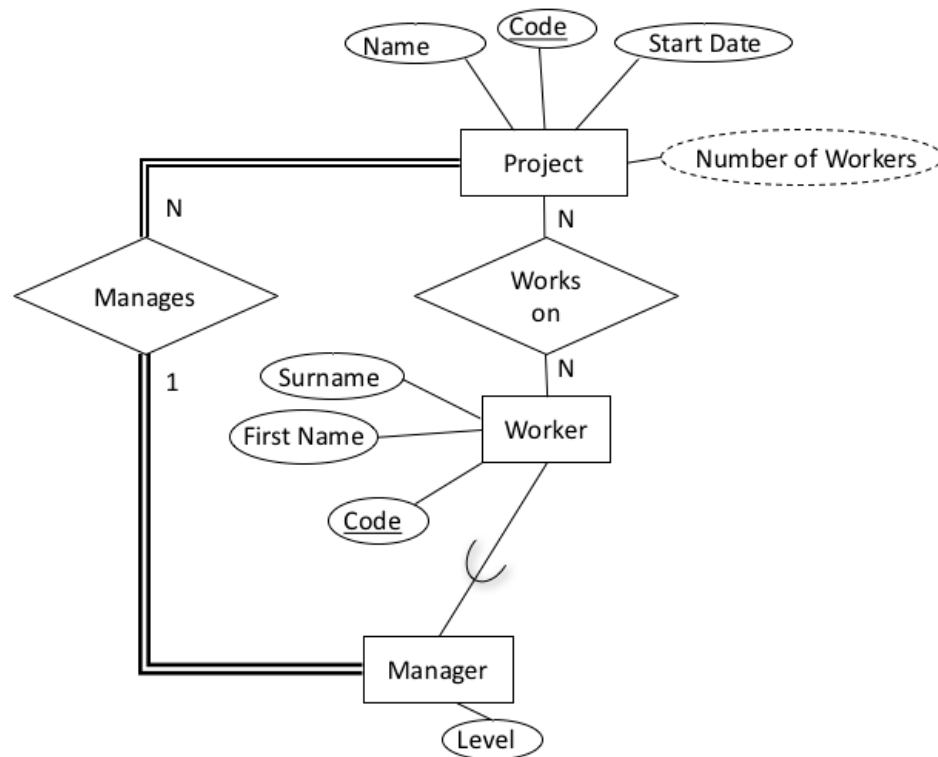 Code
Name
Start Date
Project
Number of Workers
N
N
Manages
Works
on
N
1
Surname
First Name
Worker
Code
Manager
Level